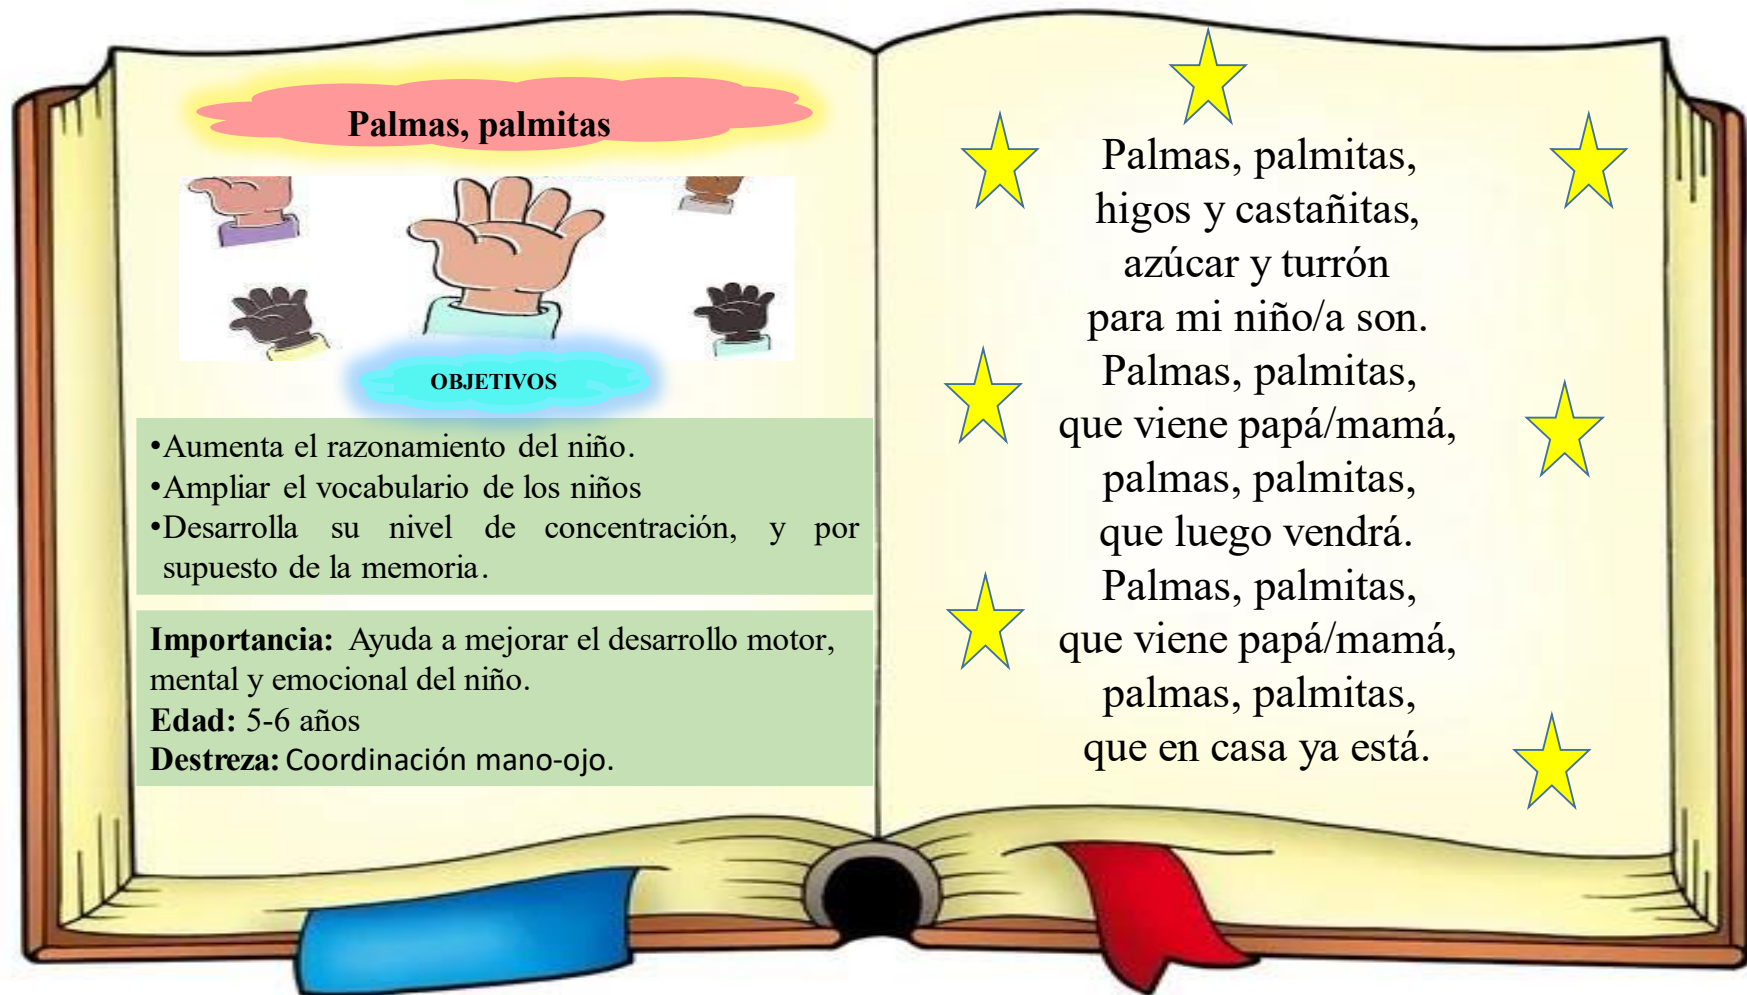 Palmas, palmitas
OBJETIVOS
•Aumenta el razonamiento del niño.
•Ampliar el vocabulario de los niños
•Desarrolla su nivel de concentración, y por
supuesto de la memoria.
Importancia: Ayuda a mejorar el desarrollo motor,
mental y emocional del niño.
Edad: 5-6 años
Destreza: Coordinación mano-ojo.
Palmas, palmitas,
higos y castañitas,
azúcar y turrón
para mi niño/a son.
Palmas, palmitas,
que viene papá/mamá,
palmas, palmitas,
que luego vendrá.
Palmas, palmitas,
que viene papá/mamá,
palmas, palmitas,
que en casa ya está.